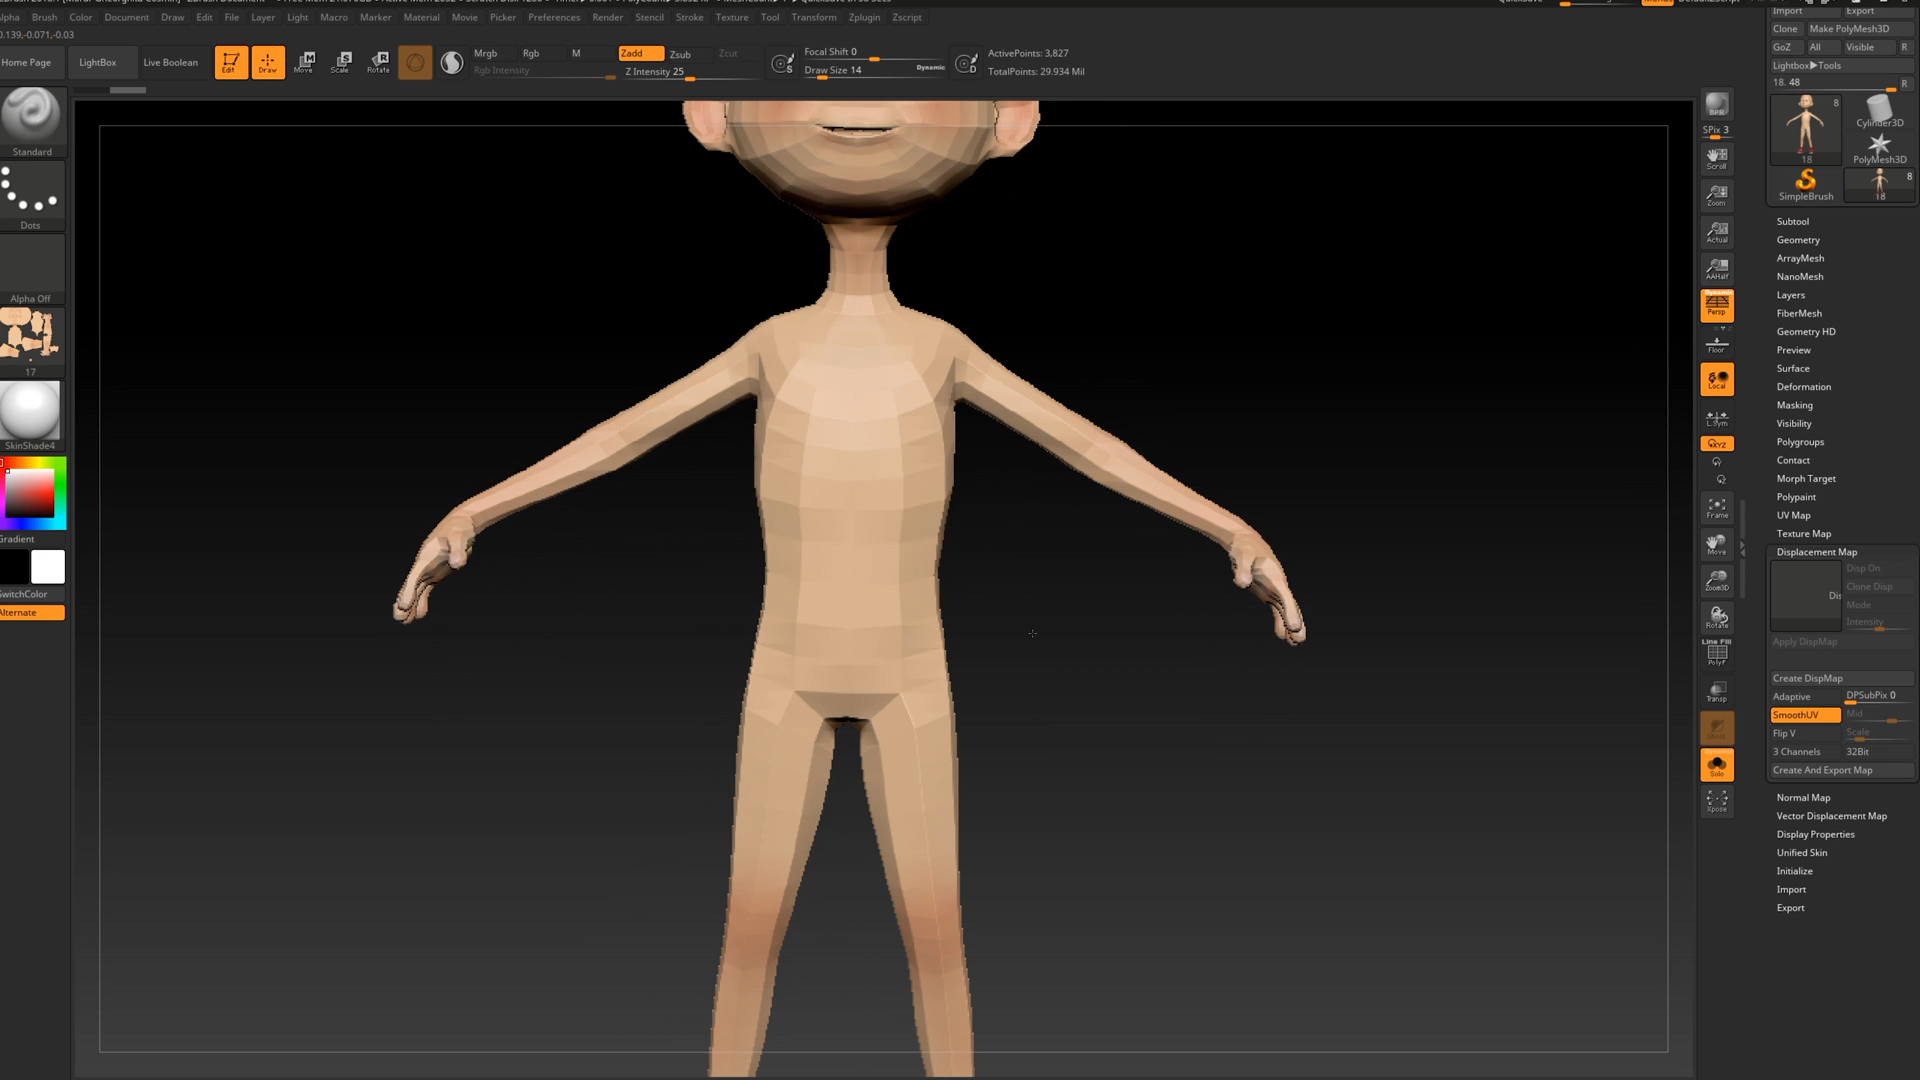 Alpha Brush Color Document Draw Edit File Layer Light Macro Marker Material Movie Picker Preferences Render Stencil Stroke Texture Tool Transform Zplugin Zscript
0.139,-0.071,-0.03
Home Page LightBox Live Boolean Edit Draw Move Scale Rotate
Mrgb Rgb M Zadd Zsub Zcut
Rgb Intensity Z Intensity 25
Focal Shift 0
Draw Size 14 Dynamic
S D
ActivePoints: 3,827
TotalPoints: 29.934 Mil
Standard
Dots
Alpha Off
17
SkinShade4
Gradient
SwitchColor
Alternate
BPR
SPix 3
Scroll
Zoom
Actual
AAHalf
Dynamic
Persp
Floor
Local
L.Sym
XYZ
Frame
Move
Zoom3D
Rotate
Line Fill
PolyF
Transp
Solo
Xpose
Import Export
Clone Make PolyMesh3D
GoZ All Visible R
Lightbox▶Tools
18. 48 R
8 Cylinder3D
18 PolyMesh3D
SimpleBrush 8
18
Subtool
Geometry
ArrayMesh
NanoMesh
Layers
FiberMesh
Geometry HD
Preview
Surface
Deformation
Masking
Visibility
Polygroups
Contact
Morph Target
Polypaint
UV Map
Texture Map
Displacement Map
Disp On
Clone Disp
Dis Mode
Intensity
Apply DispMap
Create DispMap
Adaptive DPSubPix 0
SmoothUV Mid
Flip V Scale
3 Channels 32Bit
Create And Export Map
Normal Map
Vector Displacement Map
Display Properties
Unified Skin
Initialize
Import
Export